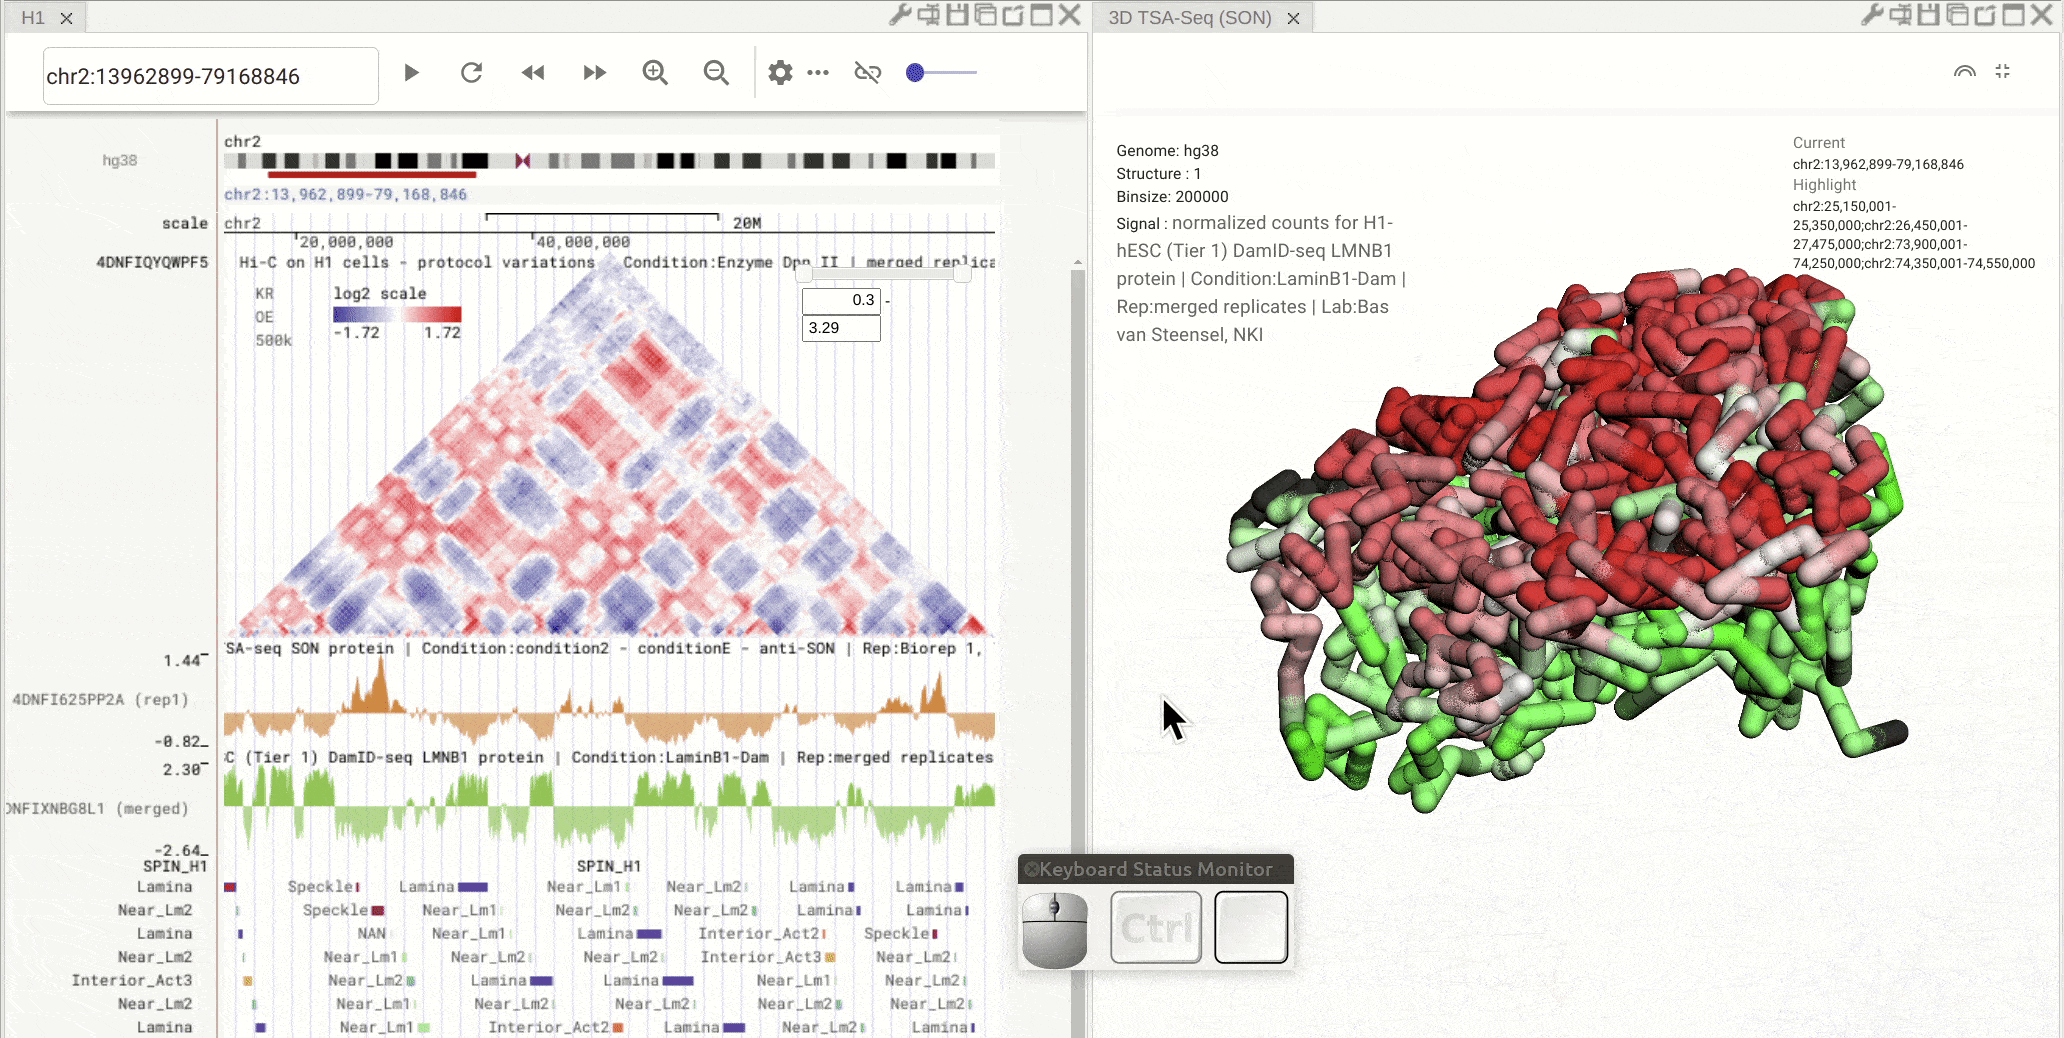 H1
3D TSA-Seq (SON)
chr2:13962899-79168846
hg38
chr2
chr2:13,962,899-79,168,846
scale
chr2
20M
20,000,000
40,000,000
4DNFIQYQWPF5
Hi-C on H1 cells - protocol variations
Condition:Enzyme Dpn II | merged replica
KR
OE
500k
log2 scale
-1.72
1.72
0.3 -
3.29
SA-seq SON protein | Condition:condition2 - conditionE - anti-SON | Rep:Biorep 1,
1.44
4DNFI625PP2A (rep1)
-0.82
C (Tier 1) DamID-seq LMNB1 protein | Condition:LaminB1-Dam | Rep:merged replicates
2.30
DNFIXNBG8L1 (merged)
-2.64
SPIN_H1
SPIN_H1
Lamina Speckle Lamina Near_Lm1 Near_Lm2 Lamina Lamina
Near_Lm2 Speckle Near_Lm1 Near_Lm2 Near_Lm2 Lamina Lamina
Lamina NAN Near_Lm1 Lamina Interior_Act2 Speckle
Near_Lm2 Near_Lm1 Near_Lm2 Near_Lm2 Interior_Act3 Near_Lm2
Interior_Act3 Near_Lm2 Lamina Lamina Near_Lm1 Near_Lm2
Near_Lm2 Near_Lm1 Near_Lm2 Near_Lm2 Near_Lm2 Near_Lm2
Lamina Near_Lm1 Interior_Act2 Lamina Near_Lm2 Lamina
Genome: hg38
Structure : 1
Binsize: 200000
Signal : normalized counts for H1-
hESC (Tier 1) DamID-seq LMNB1
protein | Condition:LaminB1-Dam |
Rep:merged replicates | Lab:Bas
van Steensel, NKI
Current
chr2:13,962,899-79,168,846
Highlight
chr2:25,150,001-
25,350,000;chr2:26,450,001-
27,475,000;chr2:73,900,001-
74,250,000;chr2:74,350,001-74,550,000
Keyboard Status Monitor
Ctrl